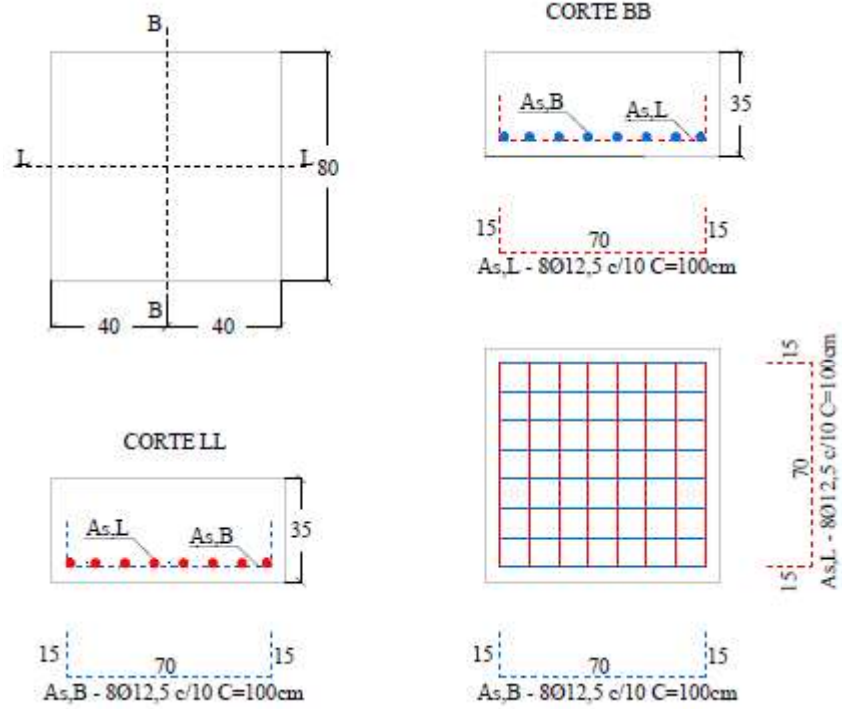 B
L
L
80
B
40
40
CORTE BB
As,B
As,L
35
15
70
15
As,L - 8Ø12,5 c/10 C=100cm
CORTE LL
As,L
As,B
35
15
70
15
As,B - 8Ø12,5 c/10 C=100cm
15
70
15
As,L - 8Ø12,5 c/10 C=100cm
15
70
15
As,B - 8Ø12,5 c/10 C=100cm